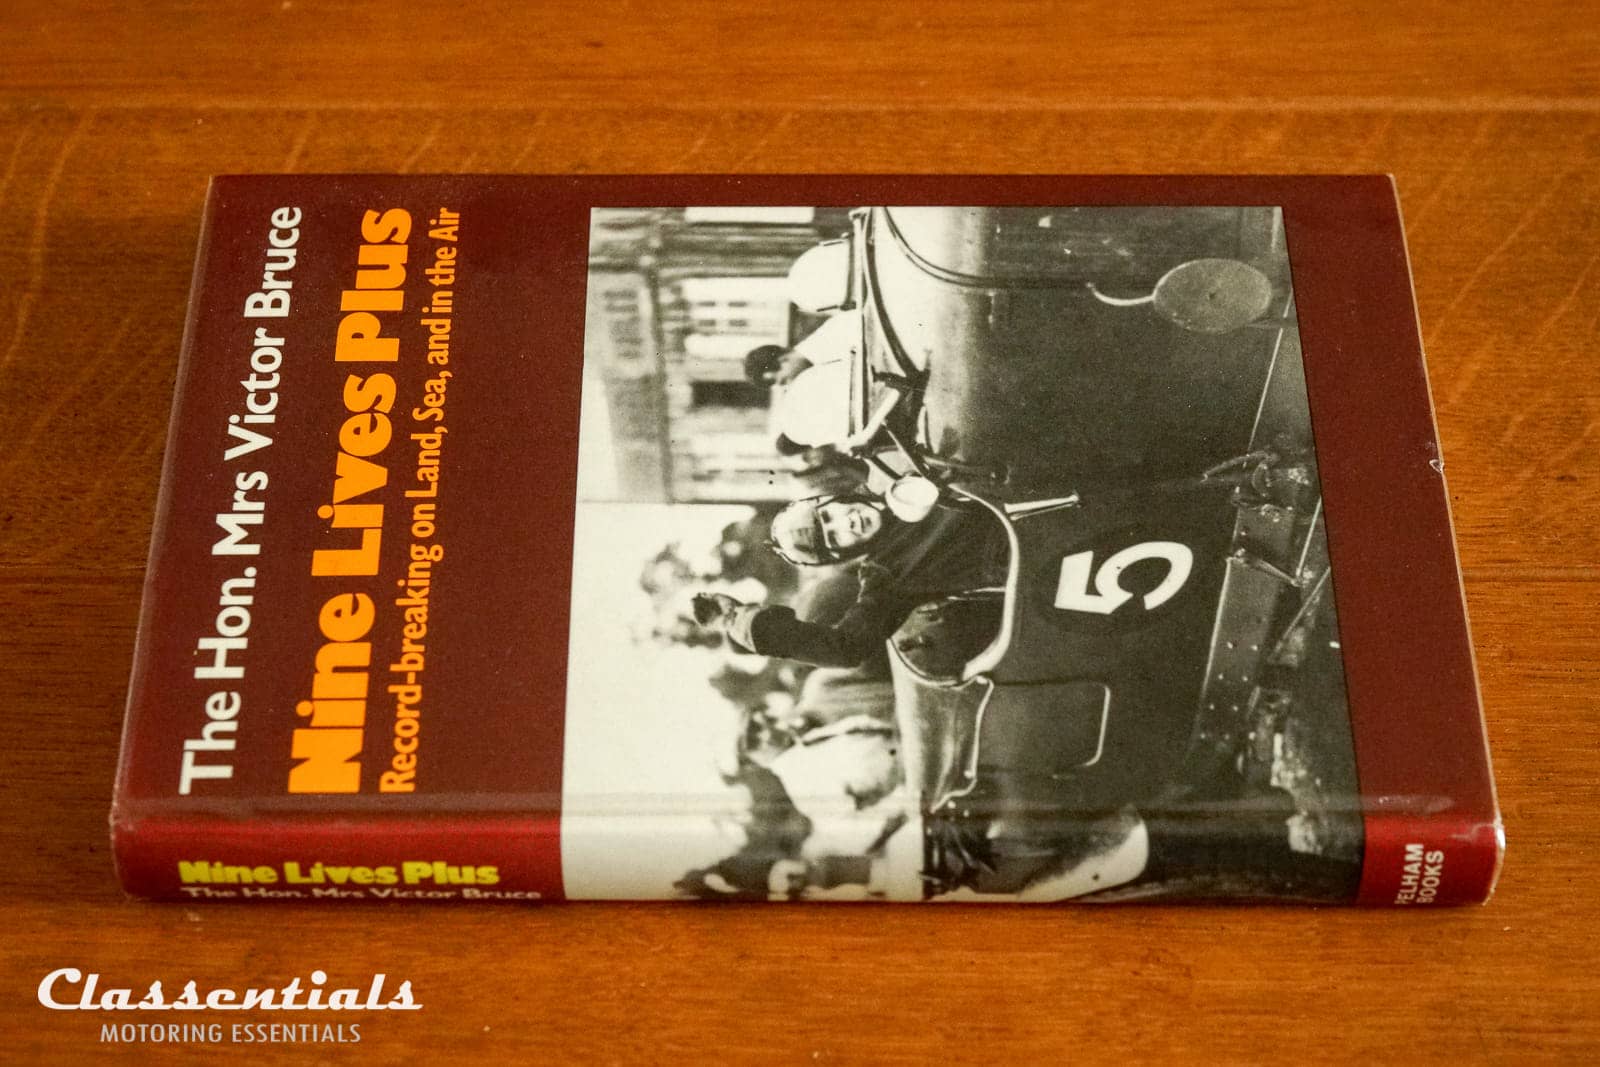 The Hon. Mrs Victor Bruce
Nine Lives Plus
Record-breaking on Land, Sea, and in the Air
5
Nine Lives Plus
The Hon. Mrs Victor Bruce
PELHAM
BOOKS
Classentials
MOTORING ESSENTIALS